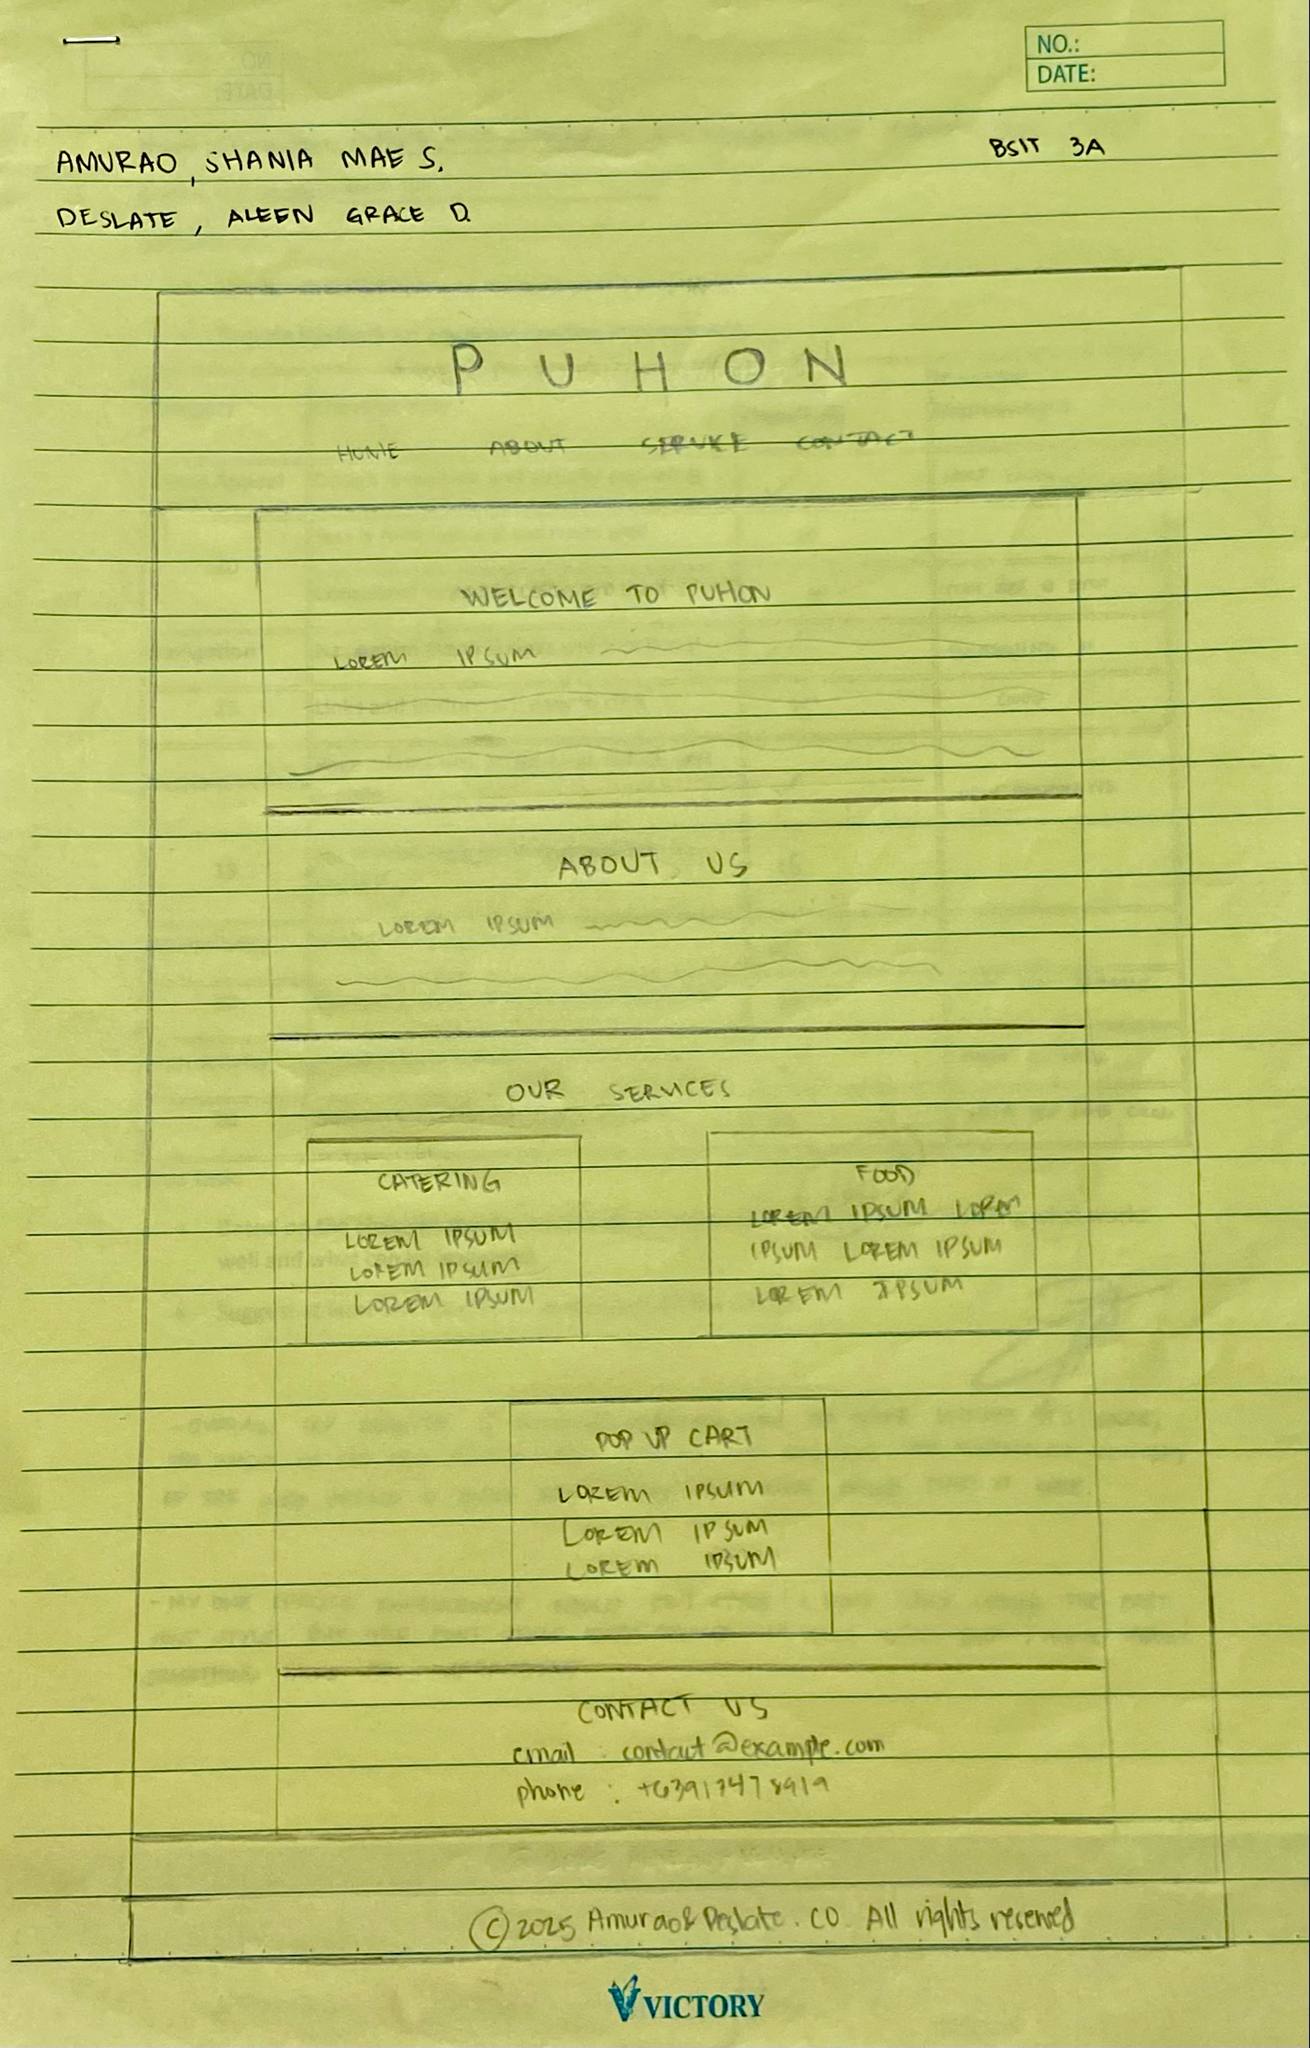 NO.:
DATE:
AMURAO, SHANIA MAE S. BSIT 3A
DESLATE, ALEEN GRACE D.
PUHON
HOME ABOUT SERVICE CONTACT
WELCOME TO PUHON
LOREM IPSUM
ABOUT US
LOREM IPSUM
OUR SERVICES
CATERING
LOREM IPSUM
LOREM IPSUM
LOREM IPSUM
FOOD
LOREM IPSUM LOREM
IPSUM LOREM IPSUM
LOREM IPSUM
POP UP CART
LOREM IPSUM
LOREM IPSUM
LOREM IPSUM
CONTACT US
email : contact@example.com
phone : +639127478919
© 2025 Amurao & Deslate. CO. All rights reserved
VICTORY